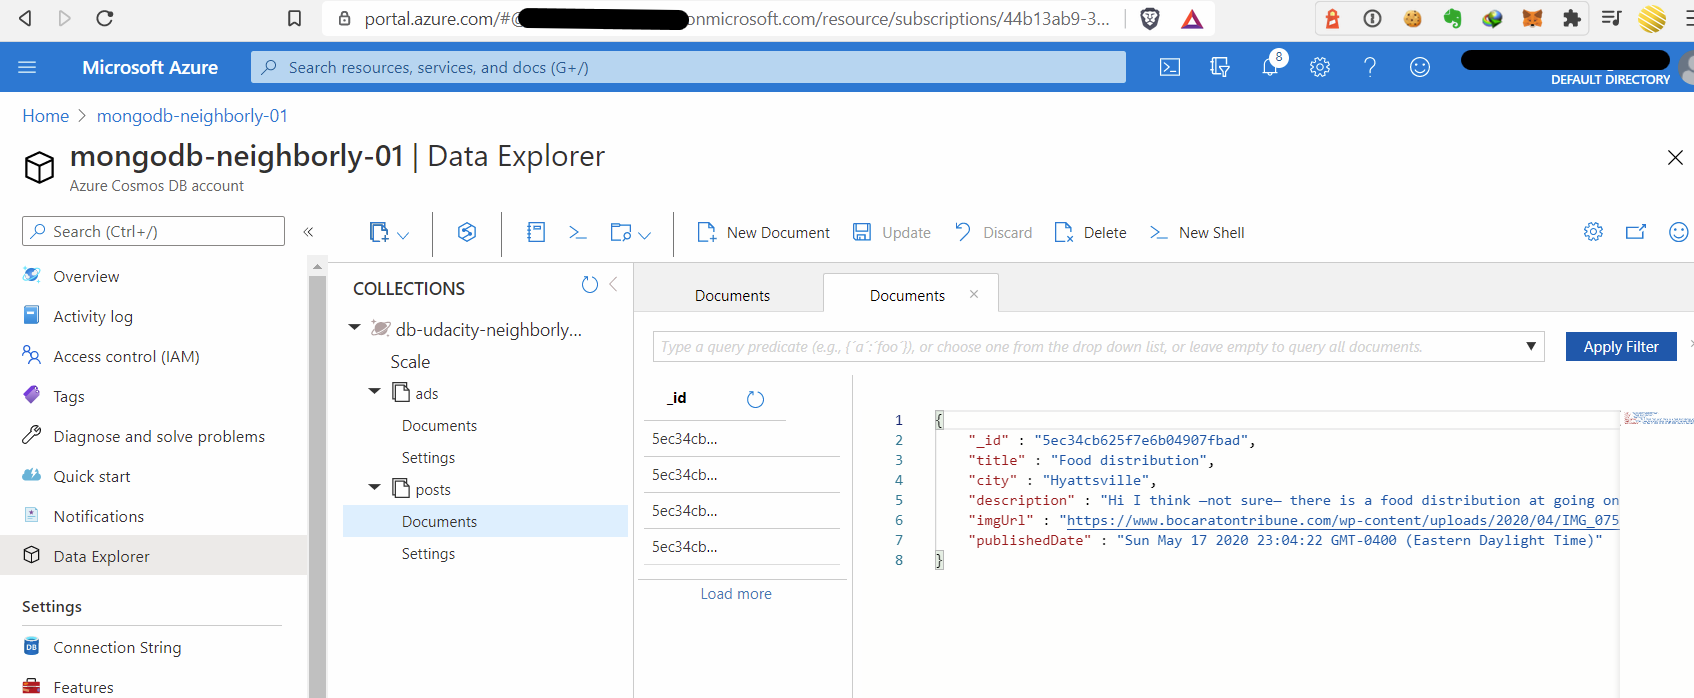 portal.azure.com/#@ onmicrosoft.com/resource/subscriptions/44b13ab9-3...
Microsoft Azure
Search resources, services, and docs (G+/)
8
DEFAULT DIRECTORY
Home > mongodb-neighborly-01
mongodb-neighborly-01 | Data Explorer
Azure Cosmos DB account
Search (Ctrl+/)
«
New Document
Update
Discard
Delete
New Shell
Overview
Activity log
Access control (IAM)
Tags
Diagnose and solve problems
Quick start
Notifications
Data Explorer
Settings
Connection String
Features
COLLECTIONS
db-udacity-neighborly...
Scale
ads
Documents
Settings
posts
Documents
Settings
Documents
Documents
Type a query predicate (e.g., {´a´:´foo´}), or choose one from the drop down list, or leave empty to query all documents.
Apply Filter
_id
5ec34cb...
5ec34cb...
5ec34cb...
5ec34cb...
Load more
1 {
2 "_id" : "5ec34cb625f7e6b04907fbad",
3 "title" : "Food distribution",
4 "city" : "Hyattsville",
5 "description" : "Hi I think —not sure— there is a food distribution at going on
6 "imgUrl" : "https://www.bocaratontribune.com/wp-content/uploads/2020/04/IMG_075
7 "publishedDate" : "Sun May 17 2020 23:04:22 GMT-0400 (Eastern Daylight Time)"
8 }